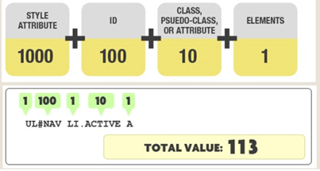 STYLE ATTRIBUTE
1000
+
ID
100
+
CLASS, PSUEDO-CLASS, OR ATTRIBUTE
10
+
ELEMENTS
1
1 100 1 10 1
UL#NAV LI.ACTIVE A
TOTAL VALUE: 113